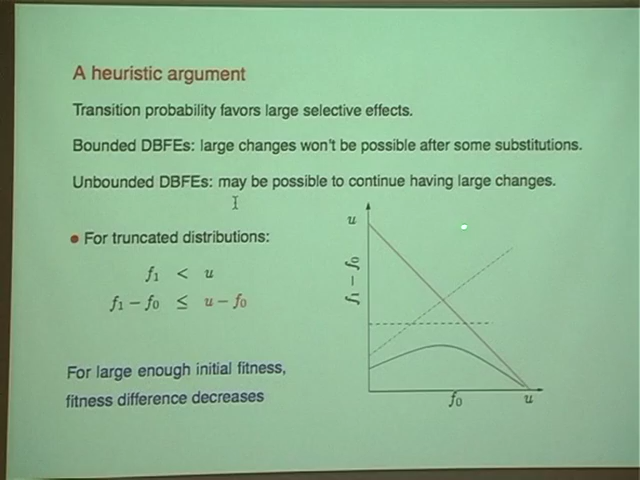 A heuristic argument
Transition probability favors large selective effects.
Bounded DBFEs: large changes won't be possible after some substitutions.
Unbounded DBFEs: may be possible to continue having large changes.
• For truncated distributions:
f₁ < u
f₁ − f₀ ≤ u − f₀
For large enough initial fitness,
fitness difference decreases
u
f₁ − f₀
f₀
u